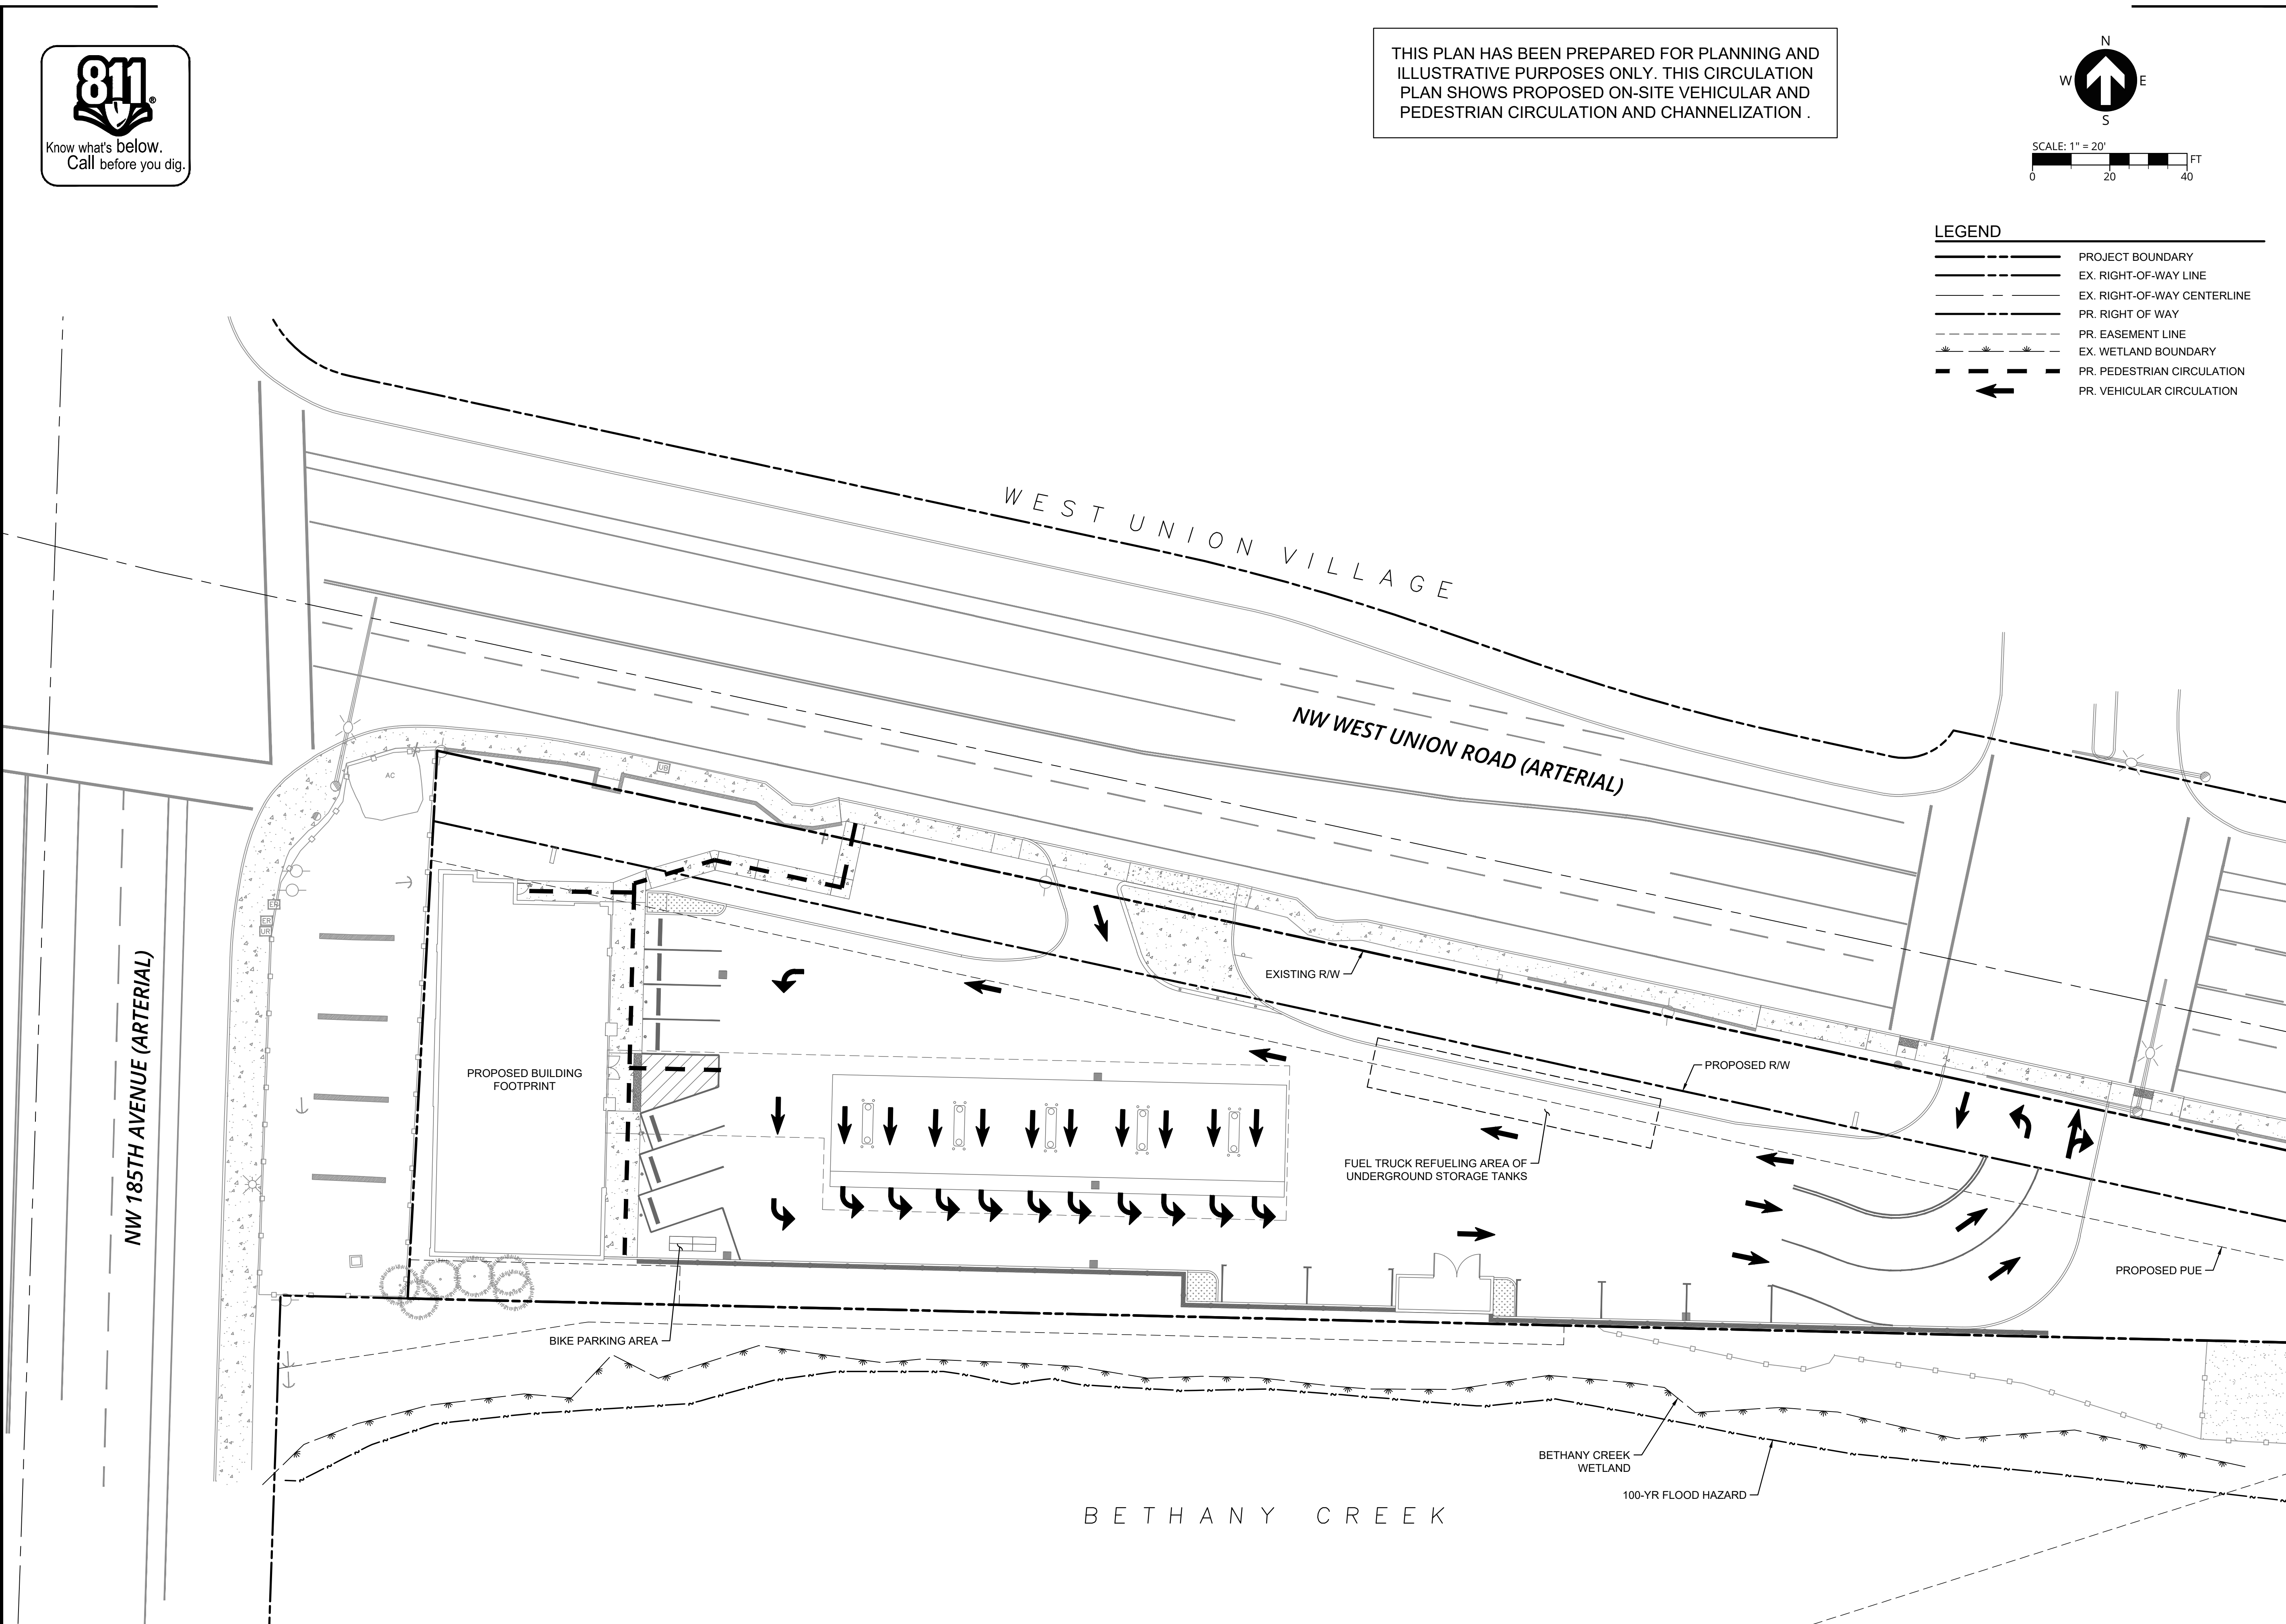 811®
Know what's below.
Call before you dig.
THIS PLAN HAS BEEN PREPARED FOR PLANNING AND
ILLUSTRATIVE PURPOSES ONLY. THIS CIRCULATION
PLAN SHOWS PROPOSED ON-SITE VEHICULAR AND
PEDESTRIAN CIRCULATION AND CHANNELIZATION .
N
W
E
S
SCALE: 1" = 20'
FT
0
20
40
LEGEND
PROJECT BOUNDARY
EX. RIGHT-OF-WAY LINE
EX. RIGHT-OF-WAY CENTERLINE
PR. RIGHT OF WAY
PR. EASEMENT LINE
EX. WETLAND BOUNDARY
PR. PEDESTRIAN CIRCULATION
PR. VEHICULAR CIRCULATION
WEST UNION VILLAGE
NW WEST UNION ROAD (ARTERIAL)
AC
UB
ER
ER
UR
EXISTING R/W
PROPOSED R/W
NW 185TH AVENUE (ARTERIAL)
PROPOSED BUILDING
FOOTPRINT
FUEL TRUCK REFUELING AREA OF
UNDERGROUND STORAGE TANKS
PROPOSED PUE
BIKE PARKING AREA
BETHANY CREEK
WETLAND
100-YR FLOOD HAZARD
BETHANY CREEK